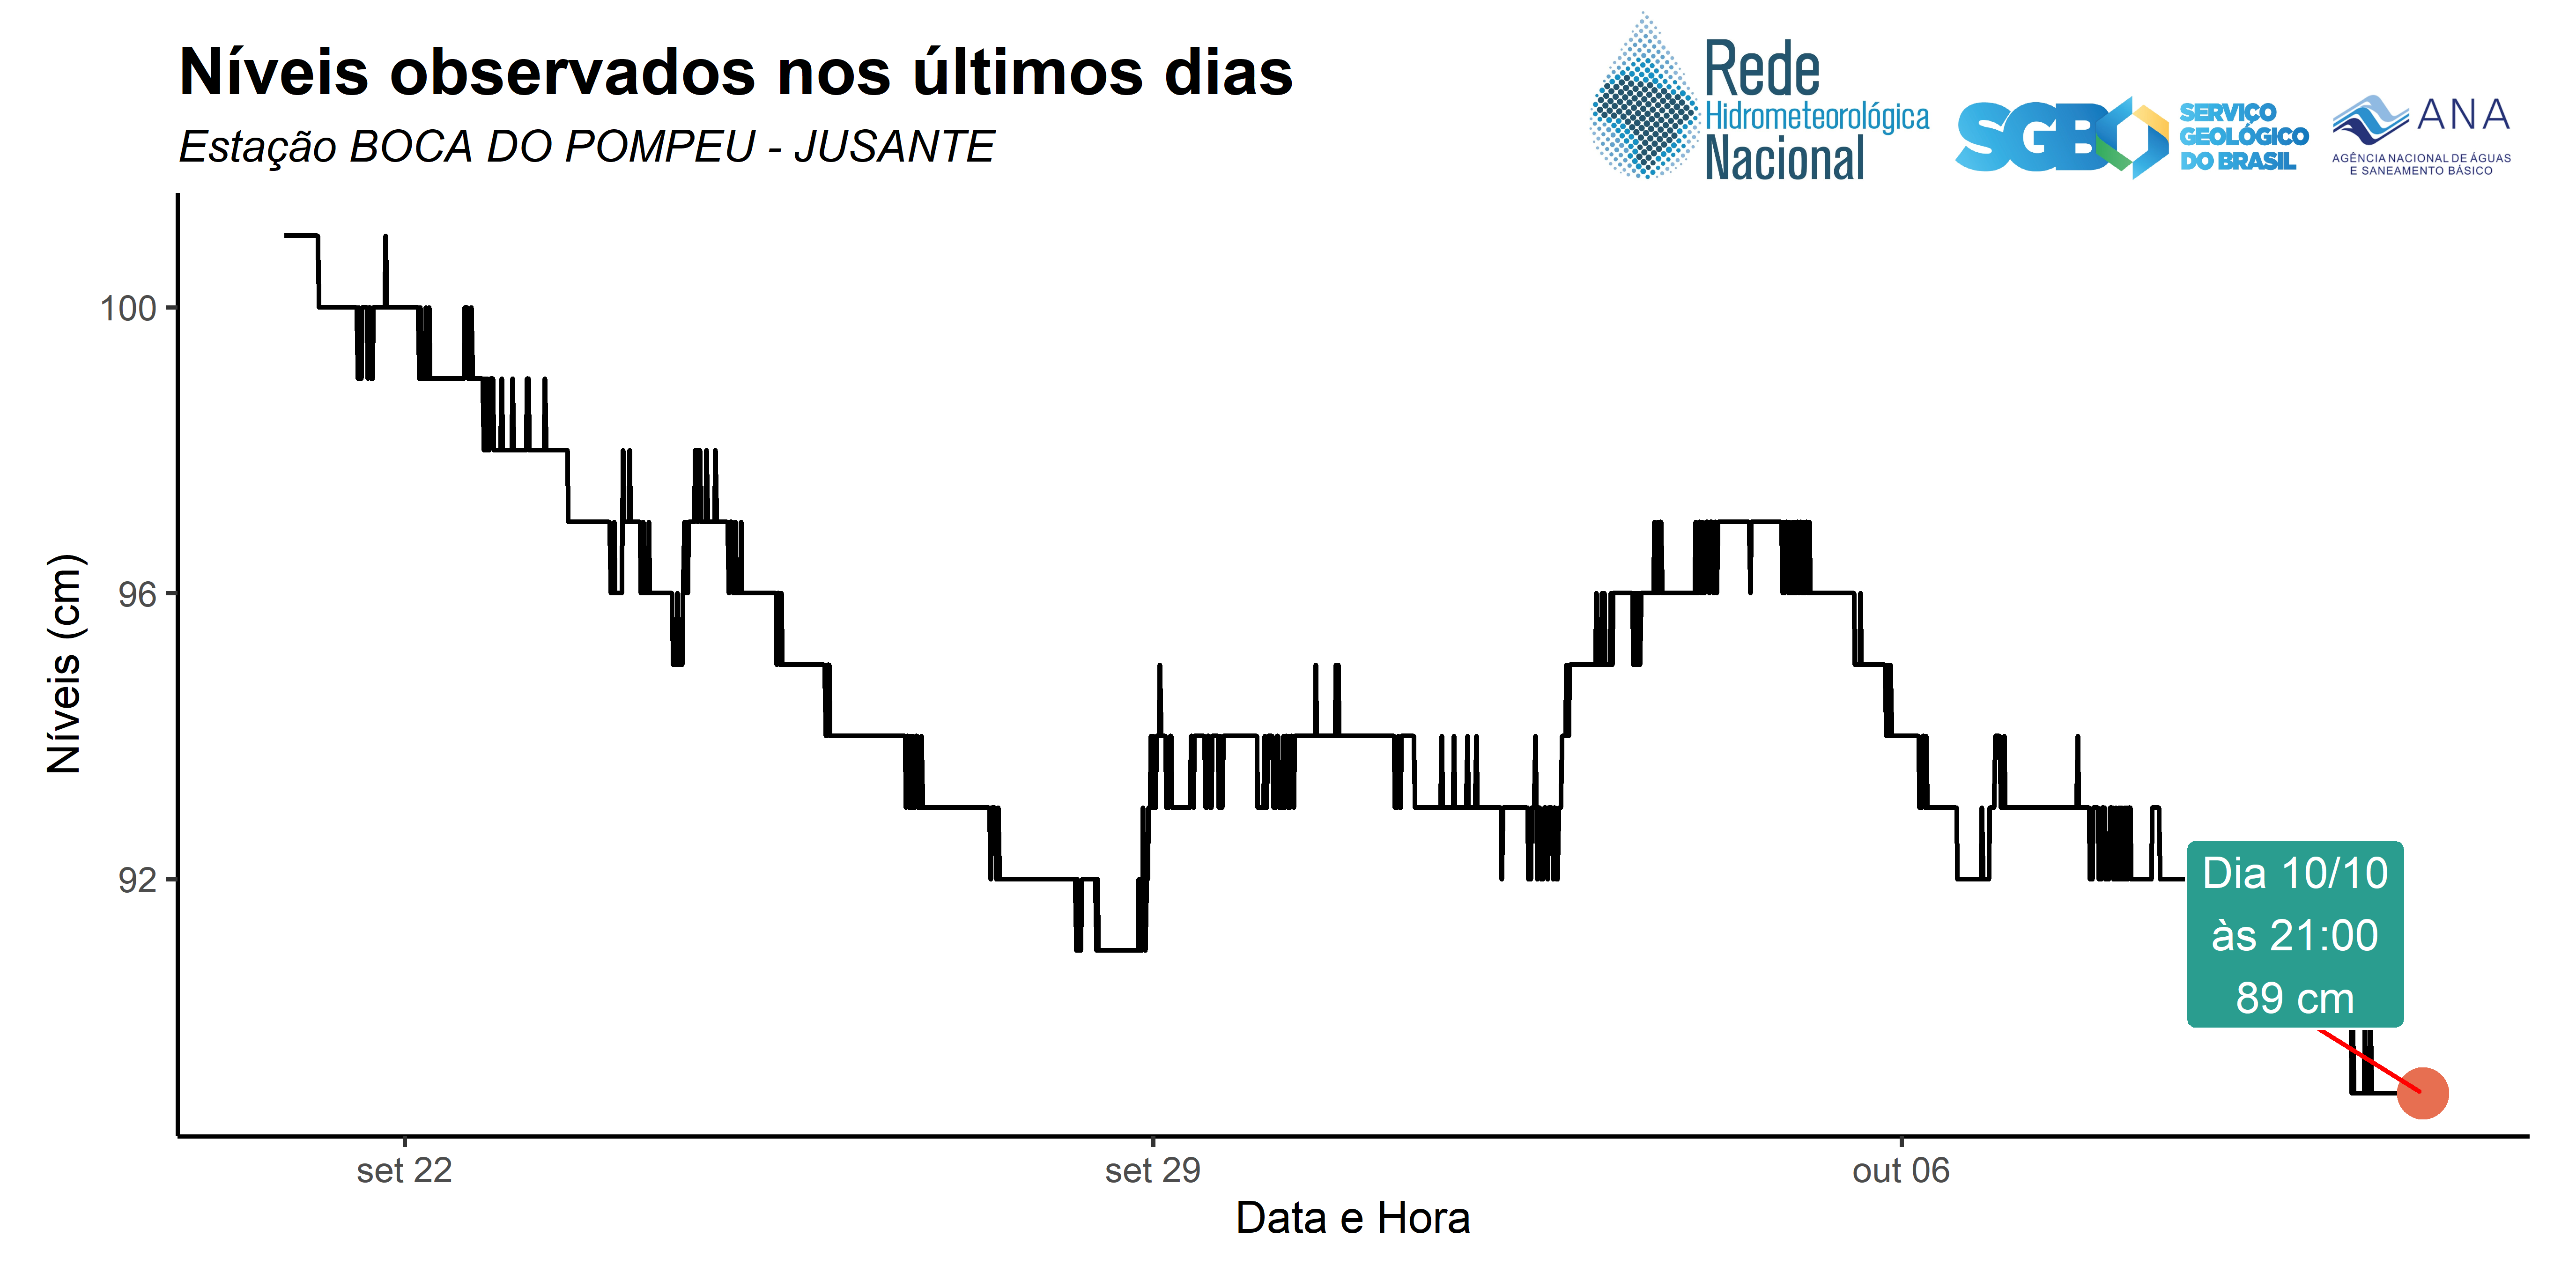 Níveis observados nos últimos dias
Estação BOCA DO POMPEU - JUSANTE
Rede
Hidrometeorológica
Nacional
SGB
SERVIÇO
GEOLÓGICO
DO BRASIL
ANA
AGÊNCIA NACIONAL DE ÁGUAS
E SANEAMENTO BÁSICO
Níveis (cm)
100
96
92
Dia 10/10
às 21:00
89 cm
set 22
set 29
out 06
Data e Hora